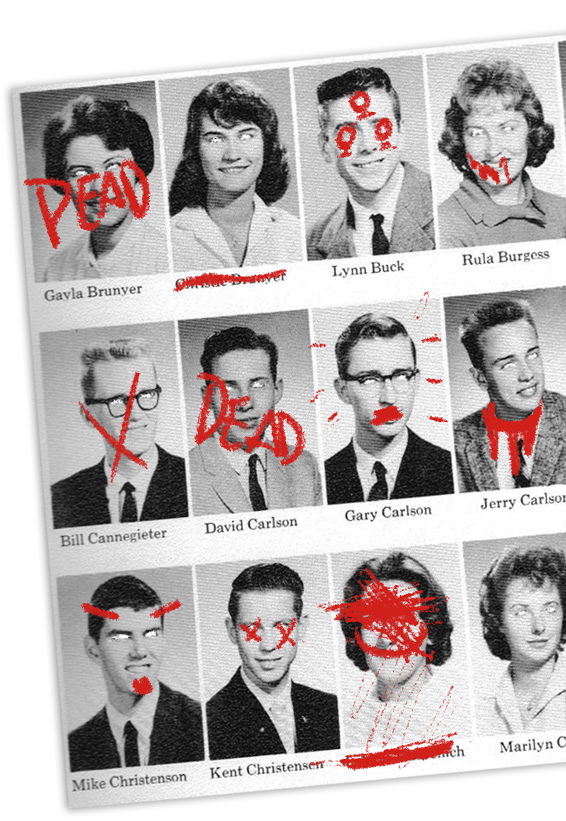 DEAD
Gayla Brunyer
Brunyer
Lynn Buck
Rula Burgess
DEAD
Bill Cannegieter
David Carlson
Gary Carlson
Jerry Carlson
Mike Christenson
Kent Christensen
Marilyn C